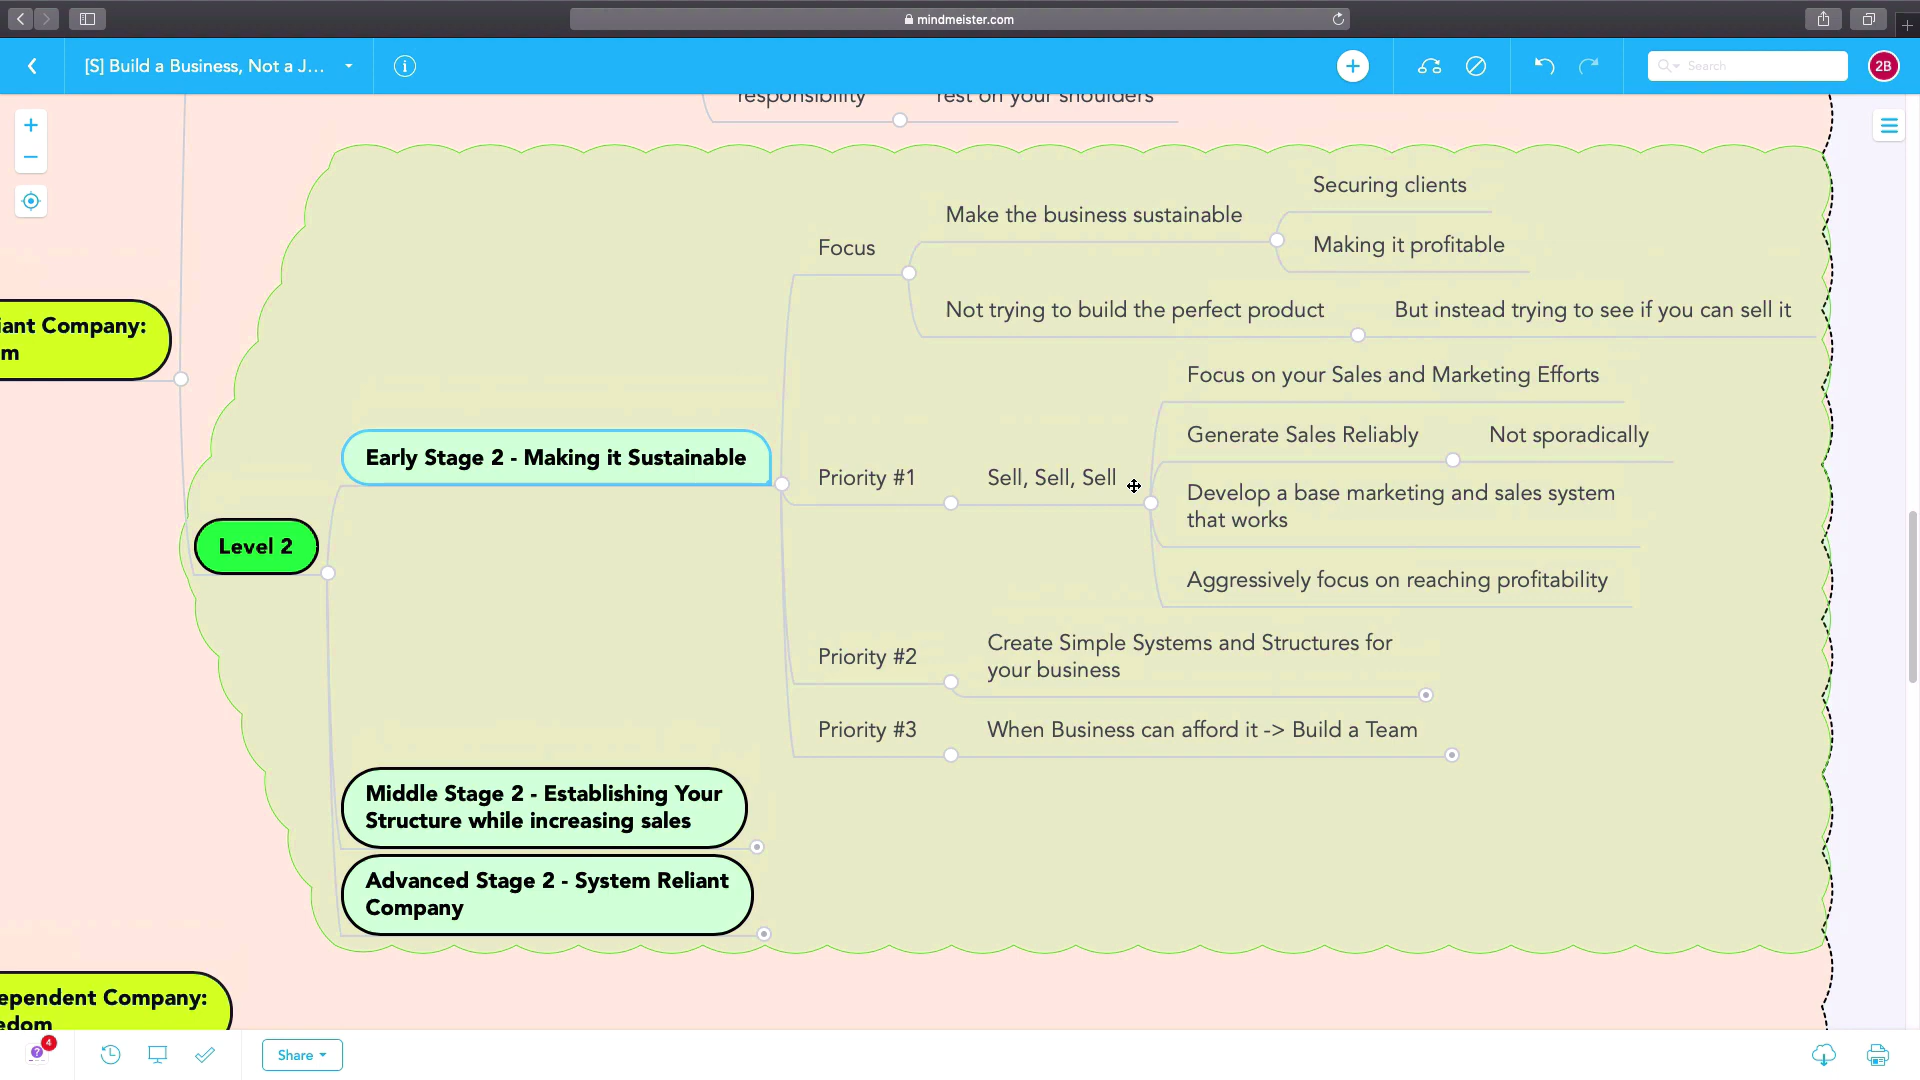 mindmeister.com
[S] Build a Business, Not a J...
Search
2B
responsibility
rest on your shoulders
Securing clients
Make the business sustainable
Making it profitable
Focus
Not trying to build the perfect product
But instead trying to see if you can sell it
iant Company:
m
Focus on your Sales and Marketing Efforts
Generate Sales Reliably
Not sporadically
Early Stage 2 - Making it Sustainable
Priority #1
Sell, Sell, Sell
Develop a base marketing and sales system
that works
Level 2
Aggressively focus on reaching profitability
Priority #2
Create Simple Systems and Structures for
your business
Priority #3
When Business can afford it -> Build a Team
Middle Stage 2 - Establishing Your
Structure while increasing sales
Advanced Stage 2 - System Reliant
Company
ependent Company:
edom
4
Share